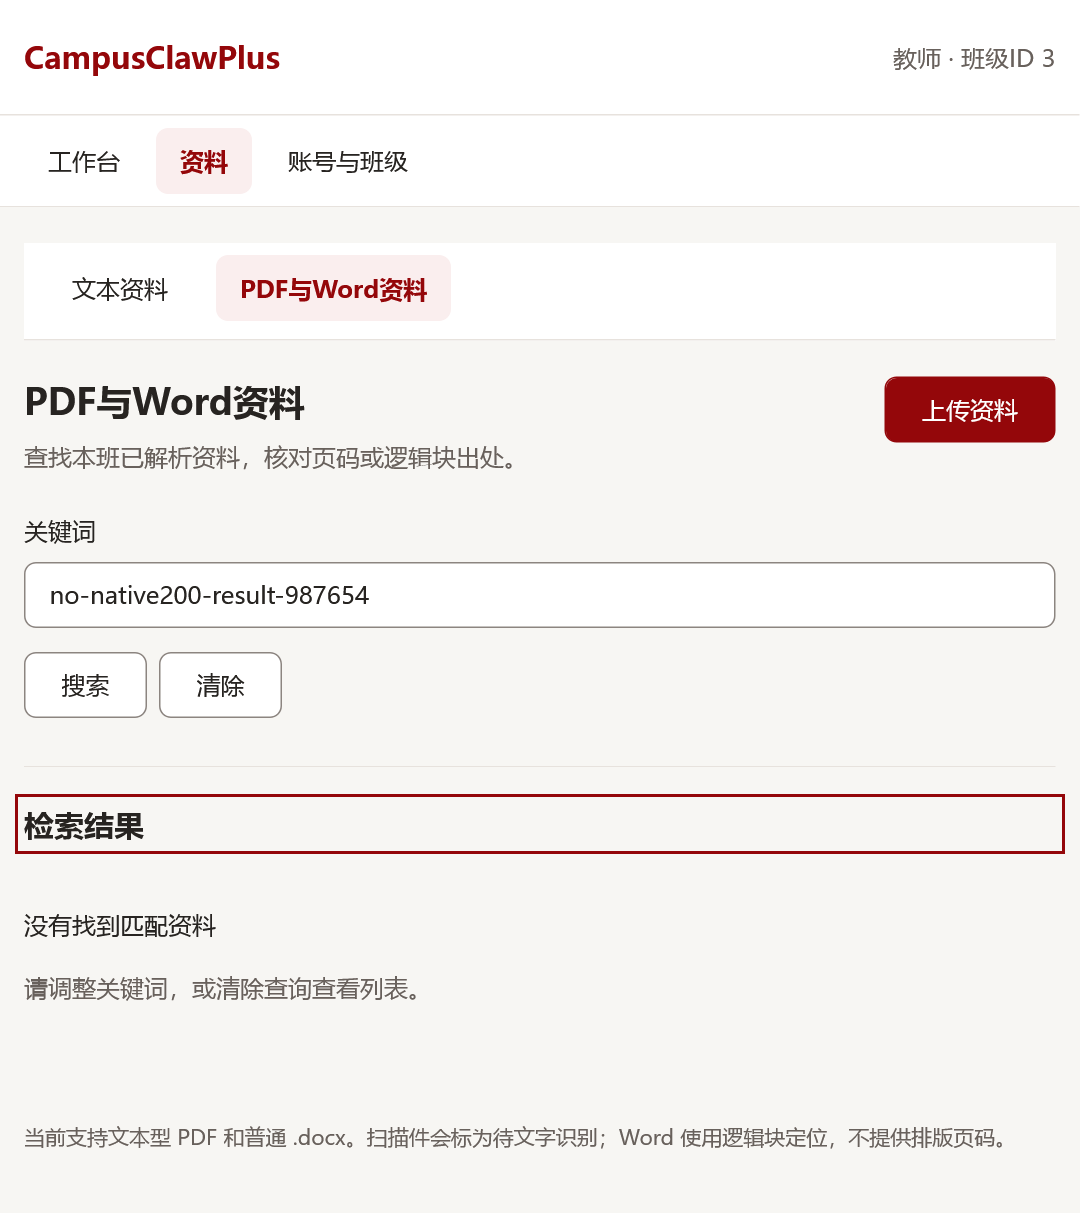 CampusClawPlus
教师 · 班级ID 3
工作台
资料
账号与班级
文本资料
PDF与Word资料
PDF与Word资料
上传资料
查找本班已解析资料，核对页码或逻辑块出处。
关键词
no-native200-result-987654
搜索
清除
检索结果
没有找到匹配资料
请调整关键词，或清除查询查看列表。
当前支持文本型 PDF 和普通 .docx。扫描件会标为待文字识别；Word 使用逻辑块定位，不提供排版页码。